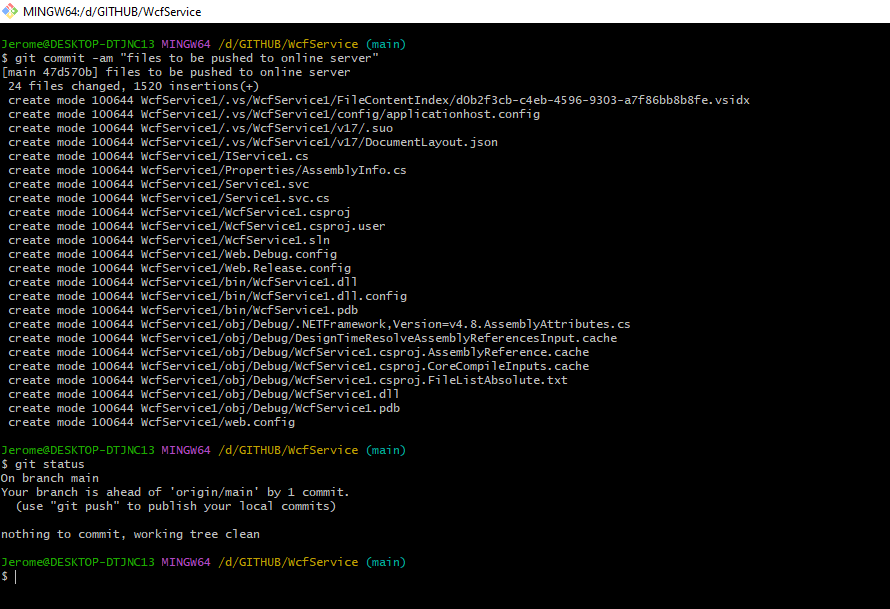 MINGW64:/d/GITHUB/WcfService
Jerome@DESKTOP-DTJNC13 MINGW64 /d/GITHUB/WcfService (main)
$ git commit -am "files to be pushed to online server"
[main 47d570b] files to be pushed to online server
 24 files changed, 1520 insertions(+)
 create mode 100644 WcfService1/.vs/WcfService1/FileContentIndex/d0b2f3cb-c4eb-4596-9303-a7f86bb8b8fe.vsidx
 create mode 100644 WcfService1/.vs/WcfService1/config/applicationhost.config
 create mode 100644 WcfService1/.vs/WcfService1/v17/.suo
 create mode 100644 WcfService1/.vs/WcfService1/v17/DocumentLayout.json
 create mode 100644 WcfService1/IService1.cs
 create mode 100644 WcfService1/Properties/AssemblyInfo.cs
 create mode 100644 WcfService1/Service1.svc
 create mode 100644 WcfService1/Service1.svc.cs
 create mode 100644 WcfService1/WcfService1.csproj
 create mode 100644 WcfService1/WcfService1.csproj.user
 create mode 100644 WcfService1/WcfService1.sln
 create mode 100644 WcfService1/Web.Debug.config
 create mode 100644 WcfService1/Web.Release.config
 create mode 100644 WcfService1/bin/WcfService1.dll
 create mode 100644 WcfService1/bin/WcfService1.dll.config
 create mode 100644 WcfService1/bin/WcfService1.pdb
 create mode 100644 WcfService1/obj/Debug/.NETFramework,Version=v4.8.AssemblyAttributes.cs
 create mode 100644 WcfService1/obj/Debug/DesignTimeResolveAssemblyReferencesInput.cache
 create mode 100644 WcfService1/obj/Debug/WcfService1.csproj.AssemblyReference.cache
 create mode 100644 WcfService1/obj/Debug/WcfService1.csproj.CoreCompileInputs.cache
 create mode 100644 WcfService1/obj/Debug/WcfService1.csproj.FileListAbsolute.txt
 create mode 100644 WcfService1/obj/Debug/WcfService1.dll
 create mode 100644 WcfService1/obj/Debug/WcfService1.pdb
 create mode 100644 WcfService1/web.config
Jerome@DESKTOP-DTJNC13 MINGW64 /d/GITHUB/WcfService (main)
$ git status
On branch main
Your branch is ahead of 'origin/main' by 1 commit.
  (use "git push" to publish your local commits)
nothing to commit, working tree clean
Jerome@DESKTOP-DTJNC13 MINGW64 /d/GITHUB/WcfService (main)
$